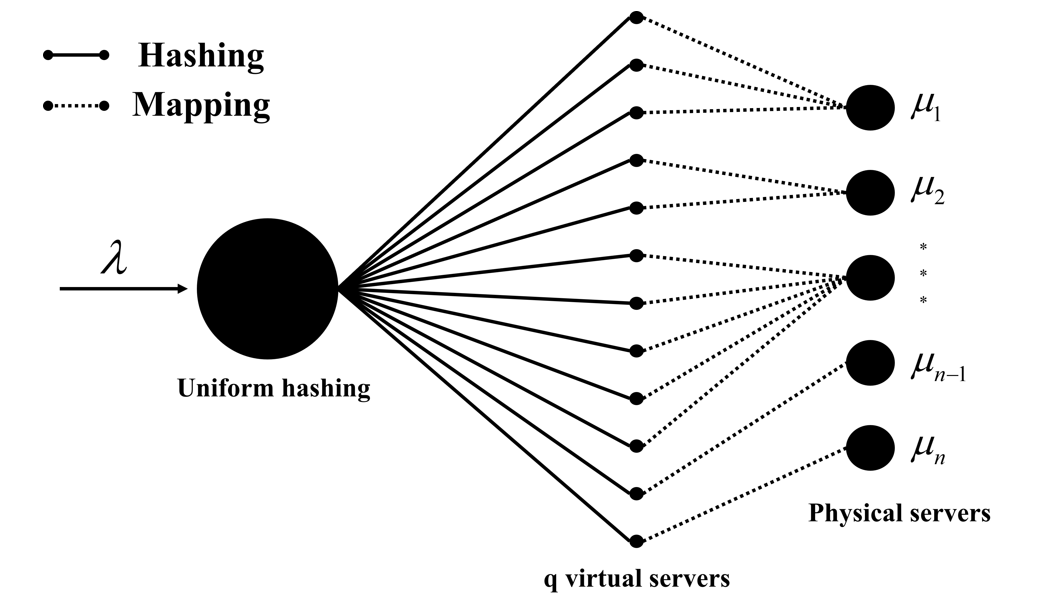 Hashing
Mapping
λ
Uniform hashing
μ1
μ2
*
*
*
μn−1
μn
Physical servers
q virtual servers